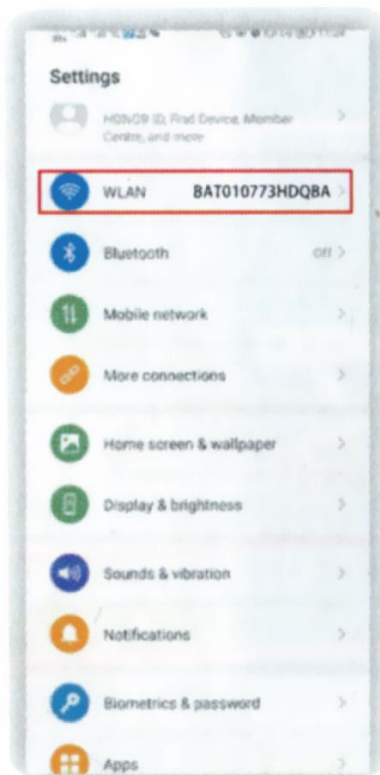 Settings
HONOR ID, Find Device, Member
Centre, and more
WLAN BAT010773HDQBA
Bluetooth Off
Mobile network
More connections
Home screen & wallpaper
Display & brightness
Sounds & vibration
Notifications
Biometrics & password
Apps